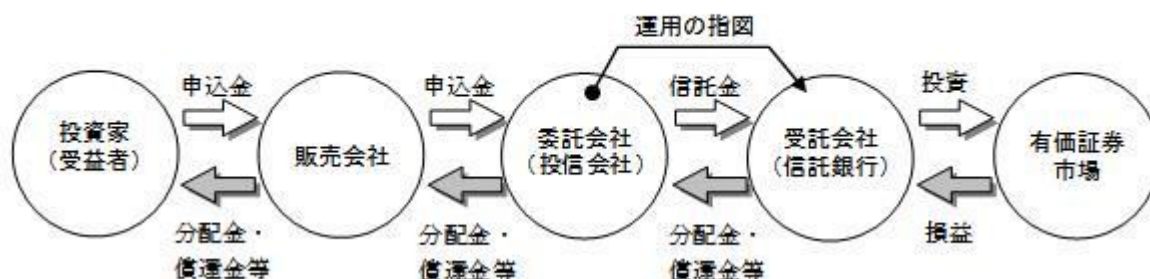 運用の指図
申込金
申込金
信託金
投資
投資家
（受益者）
販売会社
委託会社
（投信会社）
受託会社
（信託銀行）
有価証券
市場
分配金・
償還金等
分配金・
償還金等
分配金・
償還金等
損益